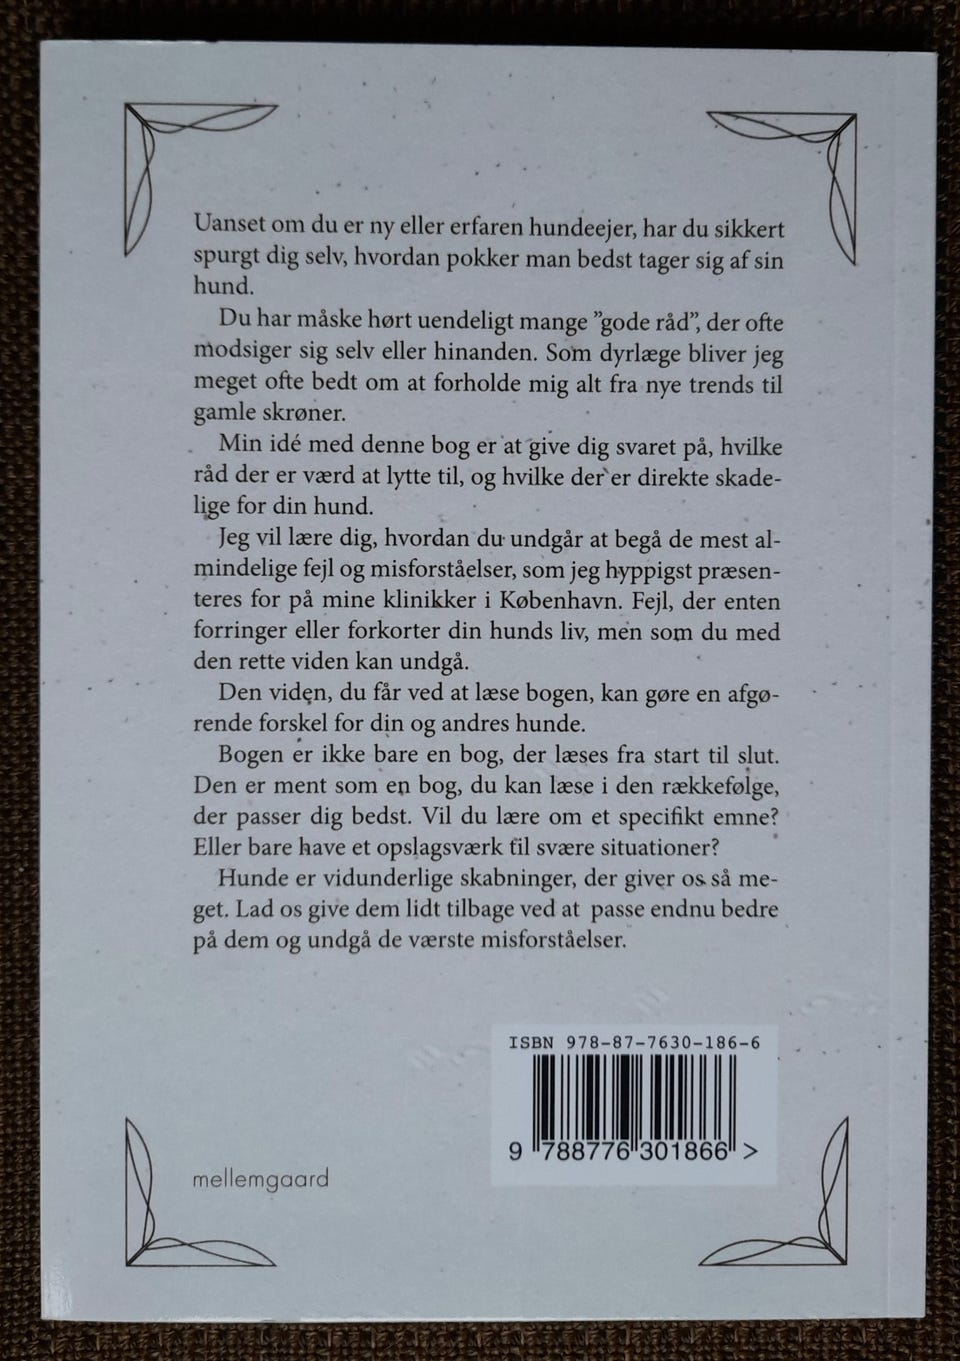 Uanset om du er ny eller erfaren hundeejer, har du sikkert
spurgt dig selv, hvordan pokker man bedst tager sig af sin
hund.
Du har måske hørt uendeligt mange ”gode råd”, der ofte
modsiger sig selv eller hinanden. Som dyrlæge bliver jeg
meget ofte bedt om at forholde mig alt fra nye trends til
gamle skrøner.
Min idé med denne bog er at give dig svaret på, hvilke
råd der er værd at lytte til, og hvilke der er direkte skade-
lige for din hund.
Jeg vil lære dig, hvordan du undgår at begå de mest al-
mindelige fejl og misforståelser, som jeg hyppigst præsen-
teres for på mine klinikker i København. Fejl, der enten
forringer eller forkorter din hunds liv, men som du med
den rette viden kan undgå.
Den viden, du får ved at læse bogen, kan gøre en afgø-
rende forskel for din og andres hunde.
Bogen er ikke bare en bog, der læses fra start til slut.
Den er ment som en bog, du kan læse i den rækkefølge,
der passer dig bedst. Vil du lære om et specifikt emne?
Eller bare have et opslagsværk til svære situationer?
Hunde er vidunderlige skabninger, der giver os så me-
get. Lad os give dem lidt tilbage ved at passe endnu bedre
på dem og undgå de værste misforståelser.
ISBN 978-87-7630-186-6
9 788776 301866 >
mellemgaard